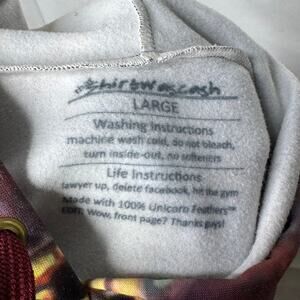 shirtwascash
LARGE
Washing Instructions
machine wash cold, do not bleach,
turn inside-out, no softeners
Life Instructions
lawyer up, delete facebook, hit the gym
Made with 100% Unicorn Feathers™
com, Wow, front page? Thanks guys!